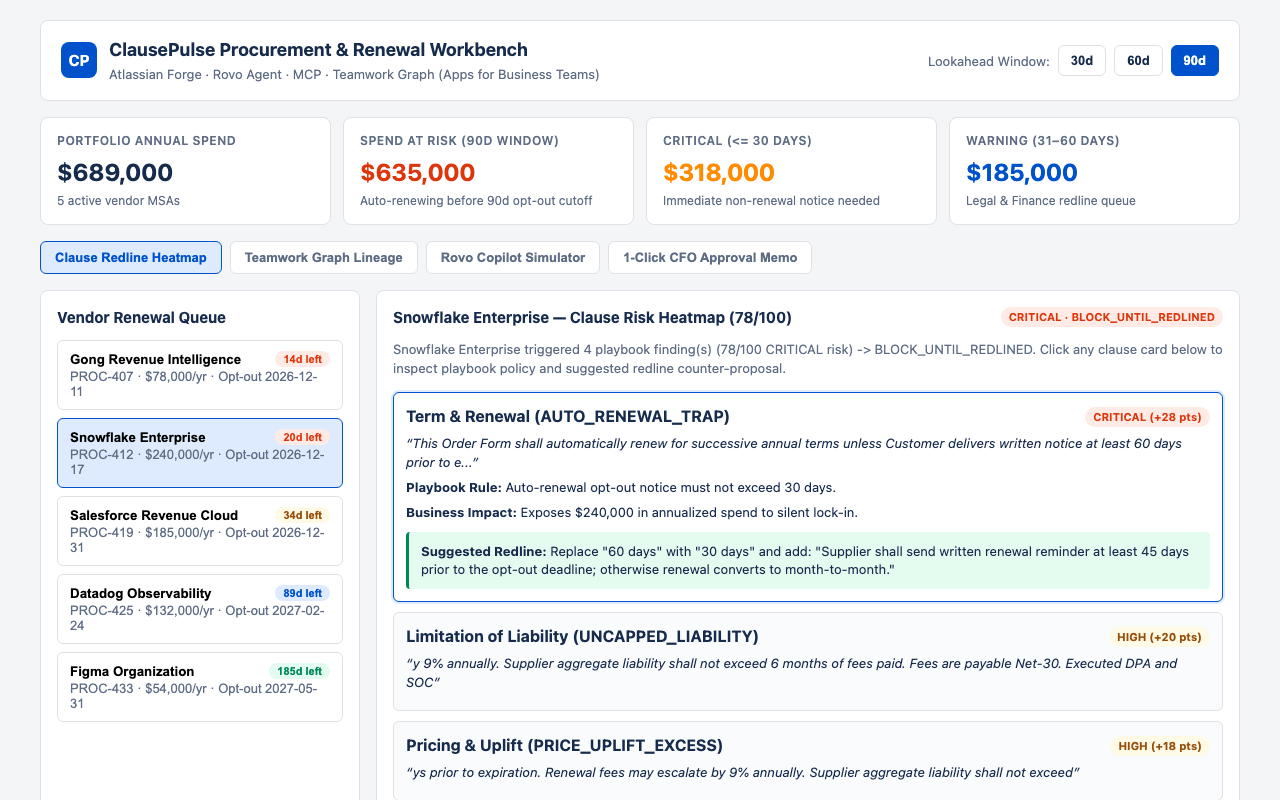 CP
ClausePulse Procurement & Renewal Workbench
Atlassian Forge · Rovo Agent · MCP · Teamwork Graph (Apps for Business Teams)
Lookahead Window: 30d 60d 90d
PORTFOLIO ANNUAL SPEND
$689,000
5 active vendor MSAs
SPEND AT RISK (90D WINDOW)
$635,000
Auto-renewing before 90d opt-out cutoff
CRITICAL (<= 30 DAYS)
$318,000
Immediate non-renewal notice needed
WARNING (31–60 DAYS)
$185,000
Legal & Finance redline queue
Clause Redline Heatmap
Teamwork Graph Lineage
Rovo Copilot Simulator
1-Click CFO Approval Memo
Vendor Renewal Queue
Gong Revenue Intelligence 14d left
PROC-407 · $78,000/yr · Opt-out 2026-12-
11
Snowflake Enterprise 20d left
PROC-412 · $240,000/yr · Opt-out 2026-12-
17
Salesforce Revenue Cloud 34d left
PROC-419 · $185,000/yr · Opt-out 2026-12-
31
Datadog Observability 89d left
PROC-425 · $132,000/yr · Opt-out 2027-02-
24
Figma Organization 185d left
PROC-433 · $54,000/yr · Opt-out 2027-05-
31
Snowflake Enterprise — Clause Risk Heatmap (78/100) CRITICAL · BLOCK_UNTIL_REDLINED
Snowflake Enterprise triggered 4 playbook finding(s) (78/100 CRITICAL risk) -> BLOCK_UNTIL_REDLINED. Click any clause card below to
inspect playbook policy and suggested redline counter-proposal.
Term & Renewal (AUTO_RENEWAL_TRAP) CRITICAL (+28 pts)
“This Order Form shall automatically renew for successive annual terms unless Customer delivers written notice at least 60 days
prior to e...”
Playbook Rule: Auto-renewal opt-out notice must not exceed 30 days.
Business Impact: Exposes $240,000 in annualized spend to silent lock-in.
Suggested Redline: Replace "60 days" with "30 days" and add: "Supplier shall send written renewal reminder at least 45 days
prior to the opt-out deadline; otherwise renewal converts to month-to-month."
Limitation of Liability (UNCAPPED_LIABILITY) HIGH (+20 pts)
“y 9% annually. Supplier aggregate liability shall not exceed 6 months of fees paid. Fees are payable Net-30. Executed DPA and
SOC”
Pricing & Uplift (PRICE_UPLIFT_EXCESS) HIGH (+18 pts)
“ys prior to expiration. Renewal fees may escalate by 9% annually. Supplier aggregate liability shall not exceed”